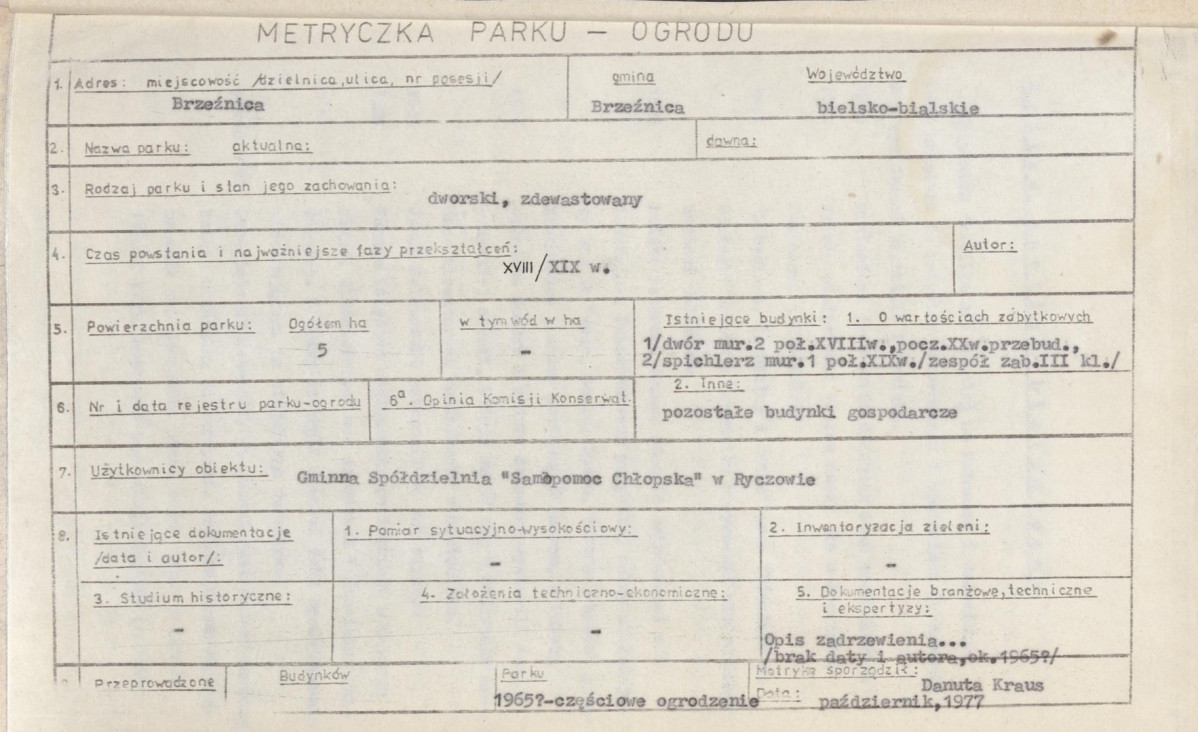 METRYCZKA PARKU — OGRODU
1. Adres: miejscowość /dzielnica, ulica, nr posesji/ gmina Województwo
Brzeźnica Brzeźnica bielsko-bialskie
2. Nazwa parku: aktualna: dawna:
3. Rodzaj parku i stan jego zachowania:
dworski, zdewastowany
4. Czas powstania i najważniejsze fazy przekształceń: Autor:
XVIII/XIX w.
5. Powierzchnia parku: Ogółem ha w tym wód w ha Istniejące budynki: 1. O wartościach zabytkowych
5 - 1/dwór mur.2 poł.XVIIIw.,pocz.XXw.przebud.,
2/spichlerz mur.1 poł.XIXw./zespół zab.III kl./
6. Nr i data rejestru parku-ogrodu 6a. Opinia Komisji Konserwat. 2. Inne:
pozostałe budynki gospodarcze
7. Użytkownicy obiektu: Gminna Spółdzielnia "Samopomoc Chłopska" w Ryczowie
8. Istniejące dokumentacje 1. Pomiar sytuacyjno-wysokościowy: 2. Inwentaryzacja zieleni:
/data i autor/: - -
3. Studium historyczne: 4. Założenia techniczno-ekonomiczne: 5. Dokumentacje branżowe, techniczne
i ekspertyzy:
- -
Opis zadrzewienia...
/brak daty i autora,ok.1965?/
Przeprowadzone Budynków Parku Metrykę sporządził:
Danuta Kraus
1965?-częściowe ogrodzenie Data: październik,1977